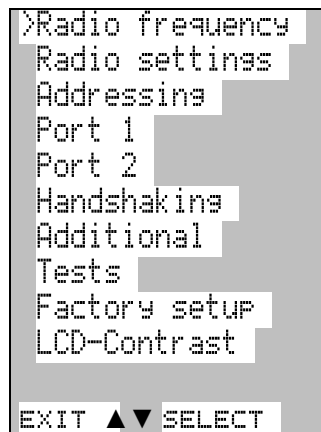 >Radio frequency
Radio settings
Addressing
Port 1
Port 2
Handshaking
Additional
Tests
Factory setup
LCD-Contrast
EXIT ▲▼ SELECT